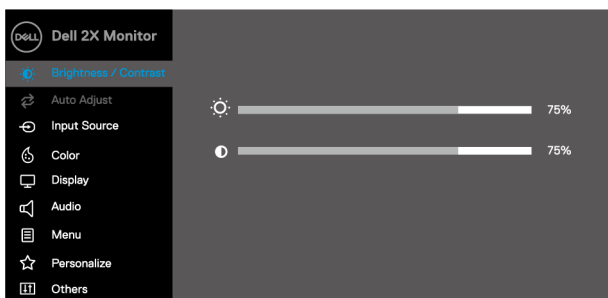 DELL Dell 2X Monitor
Brightness / Contrast
Auto Adjust
75%
Input Source
Color
75%
Display
Audio
Menu
Personalize
Others